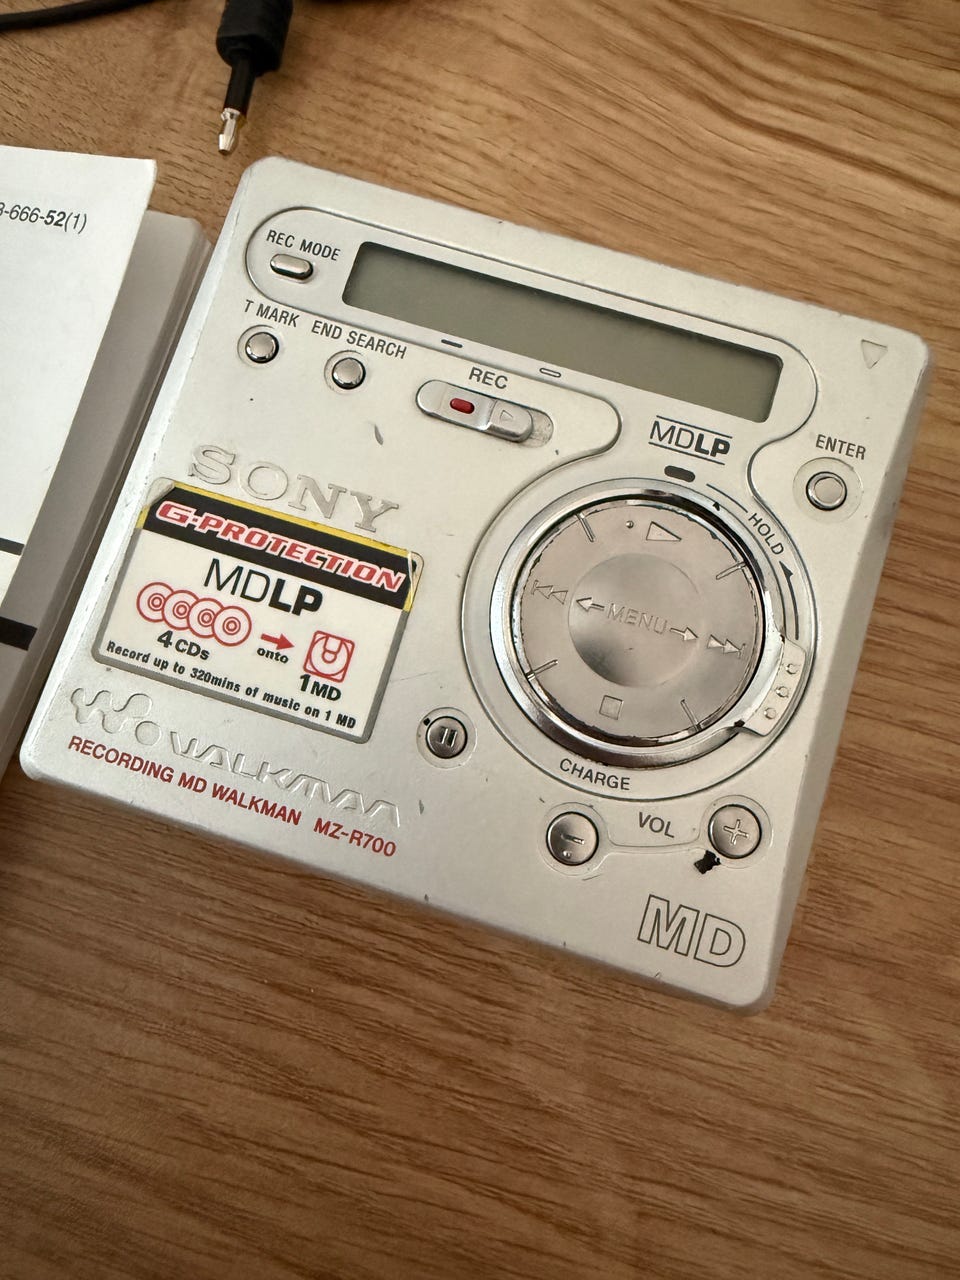 -666-52(1)
REC MODE
T MARK
END SEARCH
REC
MDLP
ENTER
HOLD
SONY
G-PROTECTION
MDLP
4 CDs
onto
1 MD
Record up to 320mins of music on 1 MD
MENU
WALKMAN
RECORDING MD WALKMAN MZ-R700
CHARGE
VOL
MD